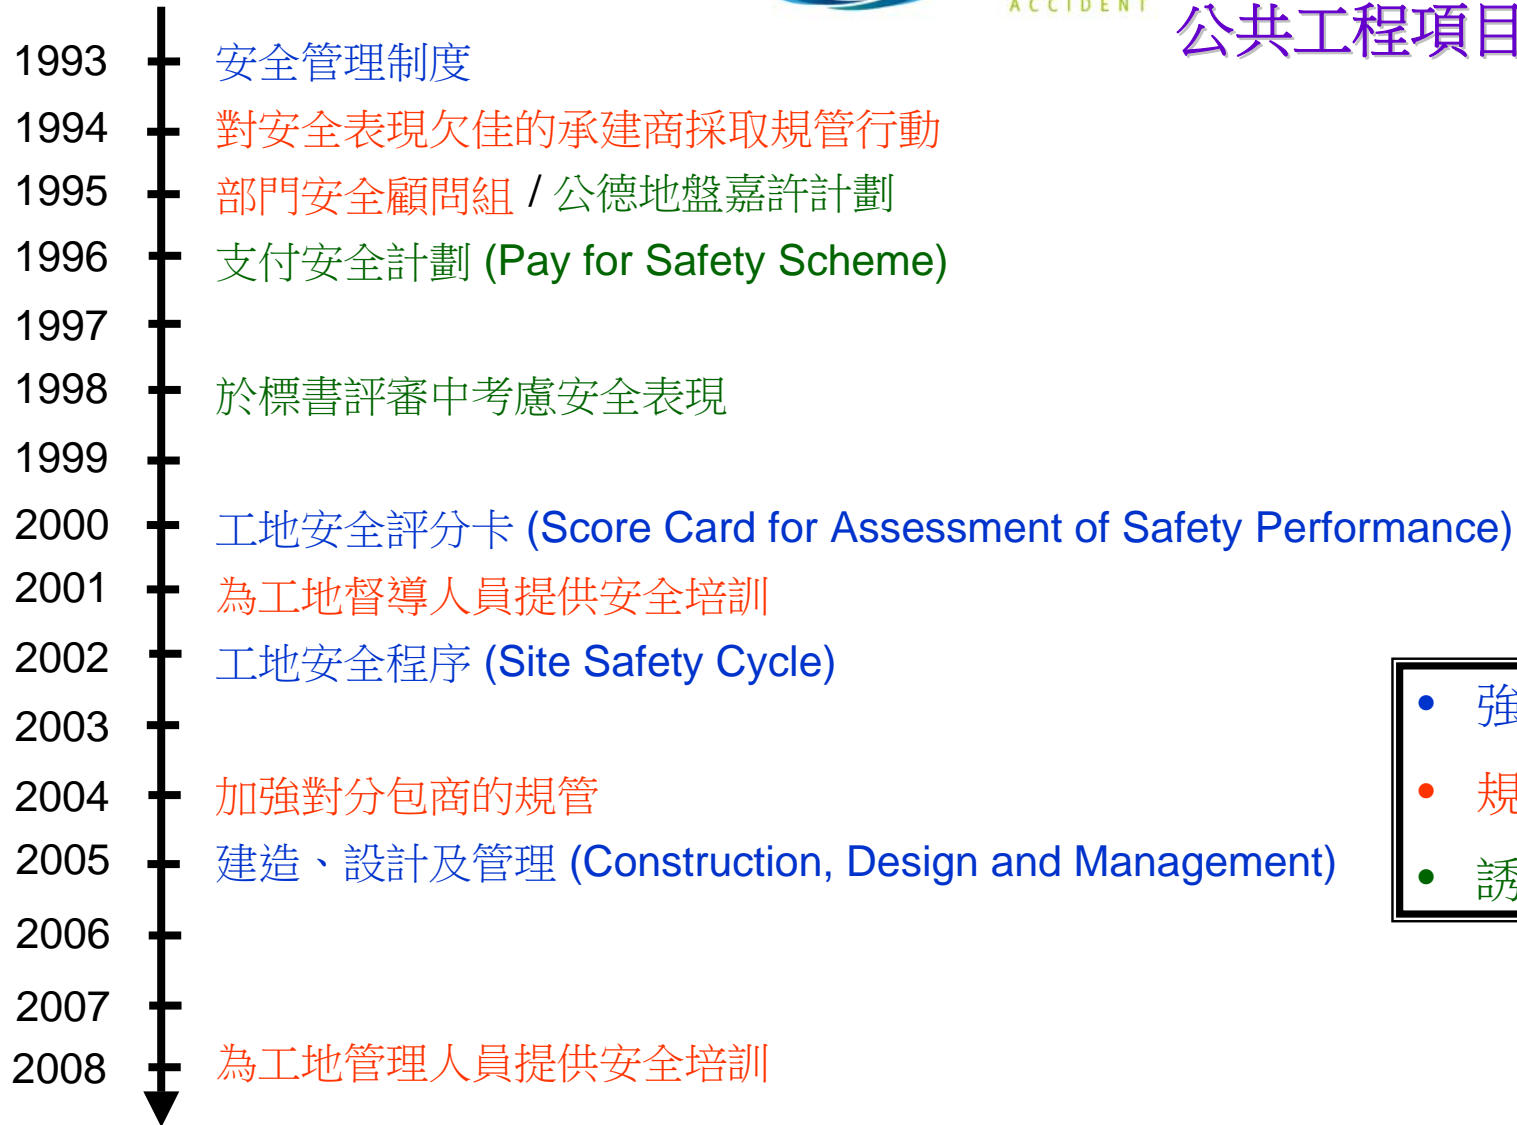 ACCIDENT
公共工程項目
1993 安全管理制度
1994 對安全表現欠佳的承建商採取規管行動
1995 部門安全顧問組 / 公德地盤嘉許計劃
1996 支付安全計劃 (Pay for Safety Scheme)
1997
1998 於標書評審中考慮安全表現
1999
2000 工地安全評分卡 (Score Card for Assessment of Safety Performance)
2001 為工地督導人員提供安全培訓
2002 工地安全程序 (Site Safety Cycle)
2003
2004 加強對分包商的規管
2005 建造、設計及管理 (Construction, Design and Management)
2006
2007
2008 為工地管理人員提供安全培訓
• 強
• 規
• 誘